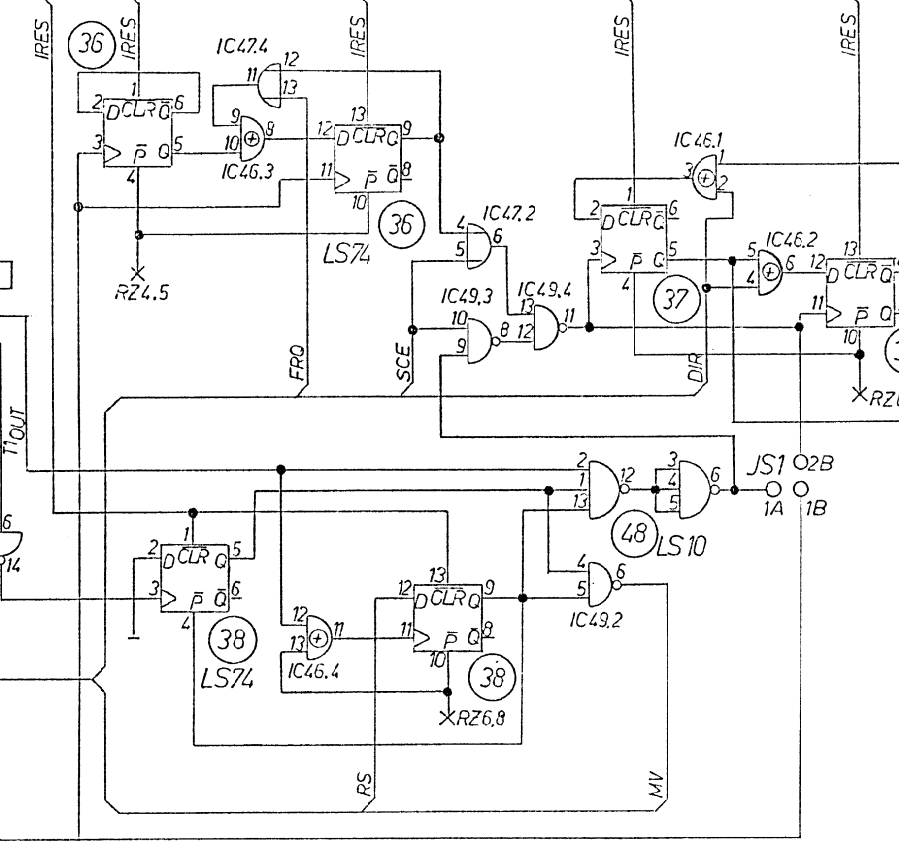 IRES
36
IRES
IC47.4
12
11
13
IRES
IRES
IRES
1
2
D
CLR
Q̅
6
3
P̅
Q
5
4
9
10
8
IC46.3
13
12
D
CLR
Q
9
11
P̅
Q̅
8
10
LS74
36
RZ4.5
IC46.1
3
1
2
IC47.2
4
5
6
1
2
D
CLR
Q̅
6
3
P̅
Q
5
4
37
IC46.2
5
4
6
13
12
D
CLR
Q̅
11
P̅
Q
10
IC49.3
10
9
8
IC49.4
13
12
11
FRQ
SCE
DIR
T1OUT
JS1
2B
1A
1B
2
1
13
12
3
4
5
6
48
LS10
6
1
2
D
CLR
Q
5
3
P̅
Q̅
6
4
38
LS74
13
12
D
CLR
Q
9
11
P̅
Q̅
8
10
38
12
13
11
IC46.4
4
5
6
IC49.2
RZ6,8
RS
MV